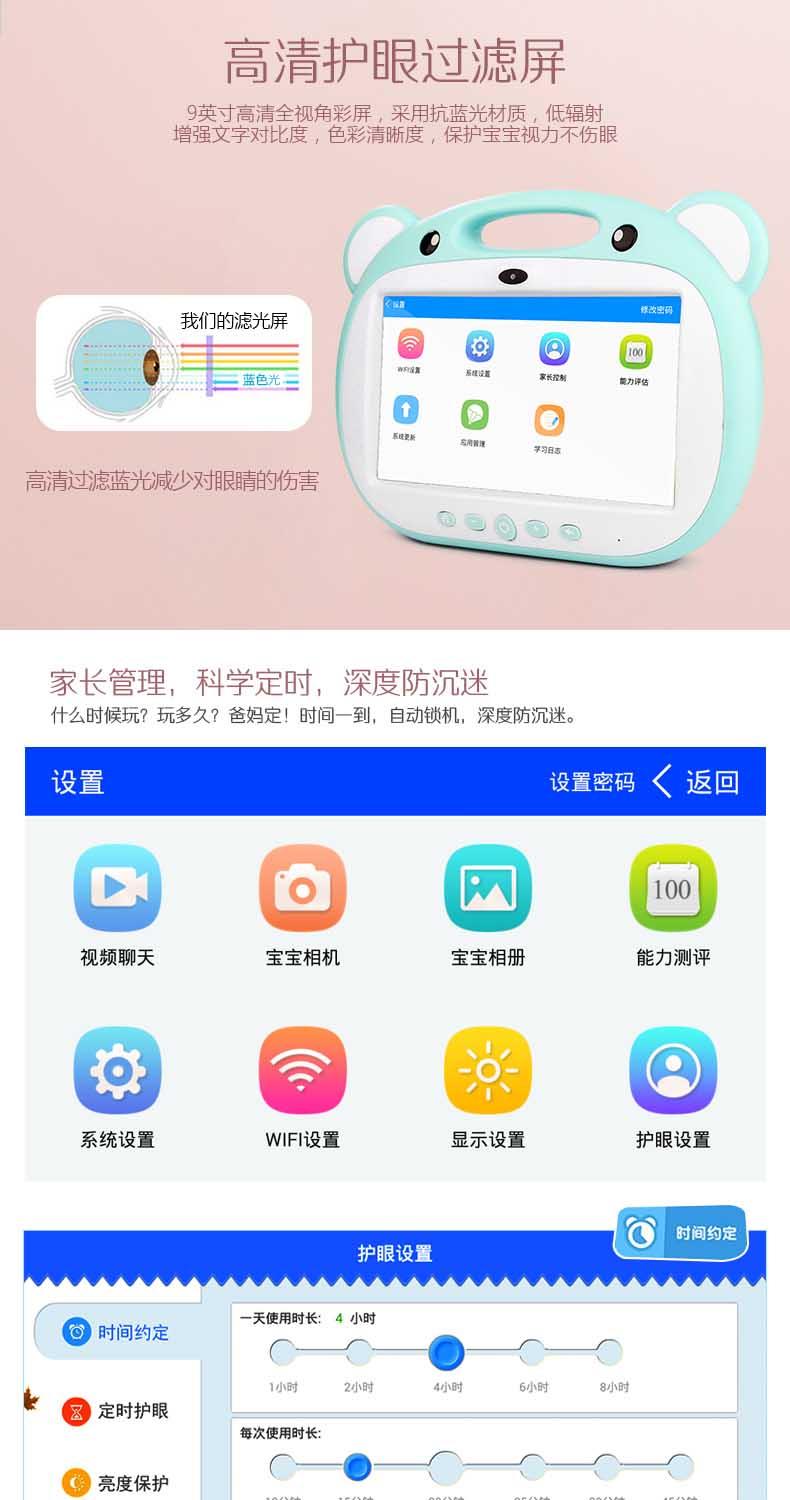 高清护眼过滤屏
9英寸高清全视角彩屏，采用抗蓝光材质，低辐射
增强文字对比度，色彩清晰度，保护宝宝视力不伤眼
我们的滤光屏
蓝色光
高清过滤蓝光减少对眼睛的伤害
设置
修改密码
WIFI设置
系统设置
家长控制
100
能力评估
系统更新
应用管理
学习日志
家长管理，科学定时，深度防沉迷
什么时候玩？玩多久？爸妈定！时间一到，自动锁机，深度防沉迷。
设置
设置密码
返回
100
视频聊天
宝宝相机
宝宝相册
能力测评
系统设置
WIFI设置
显示设置
护眼设置
时间约定
护眼设置
时间约定
定时护眼
亮度保护
一天使用时长： 4 小时
1小时
2小时
4小时
6小时
8小时
每次使用时长：